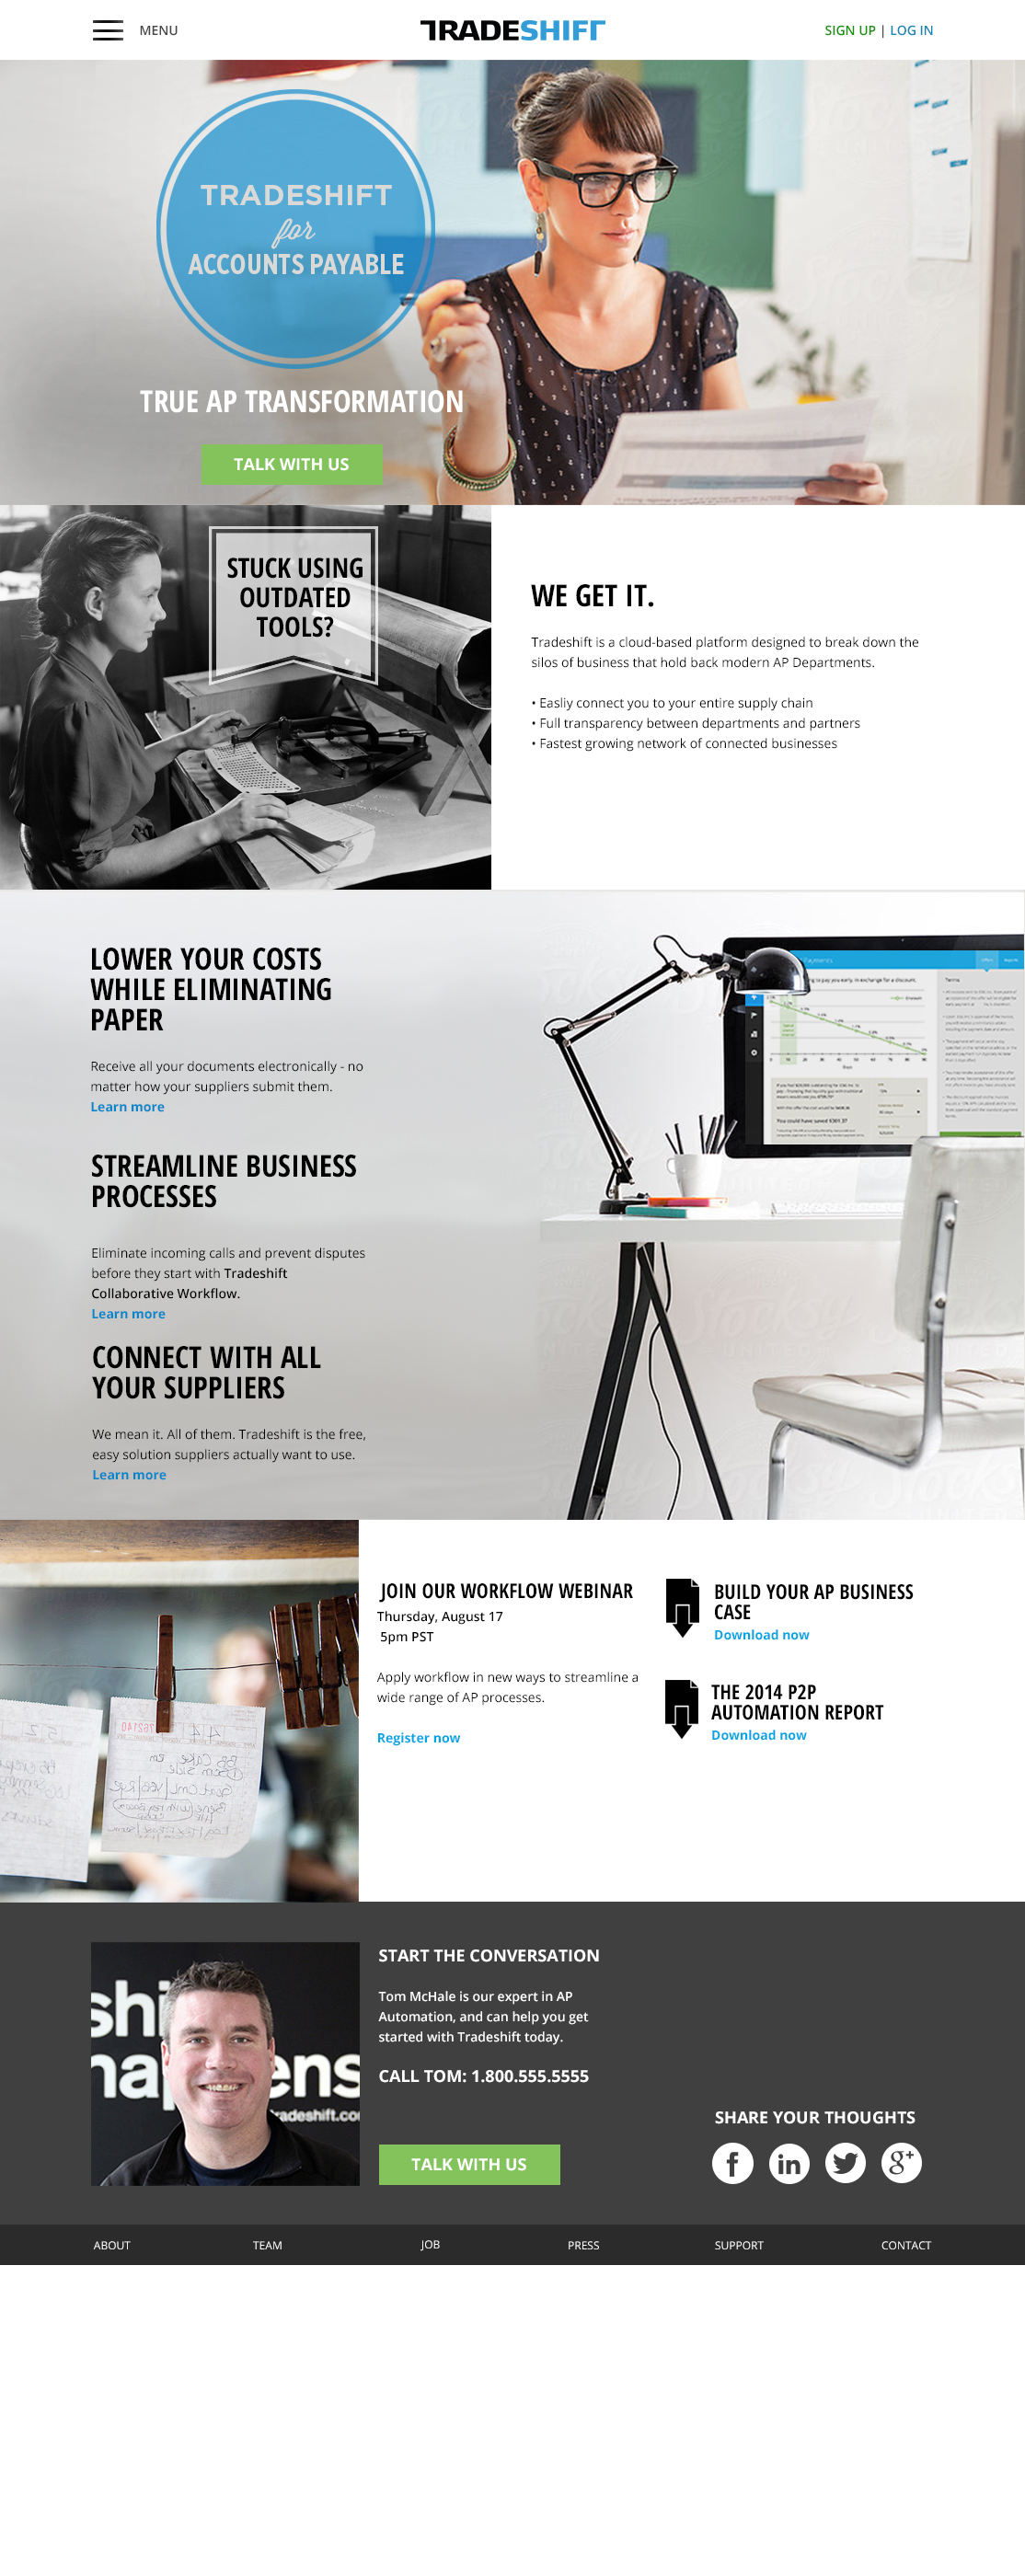 MENU
TRADESHIFT
SIGN UP | LOG IN
TRADESHIFT
for
ACCOUNTS PAYABLE
TRUE AP TRANSFORMATION
TALK WITH US
STUCK USING
OUTDATED
TOOLS?
WE GET IT.
Tradeshift is a cloud-based platform designed to break down the
silos of business that hold back modern AP Departments.
• Easliy connect you to your entire supply chain
• Full transparency between departments and partners
• Fastest growing network of connected businesses
LOWER YOUR COSTS
WHILE ELIMINATING
PAPER
Receive all your documents electronically - no
matter how your suppliers submit them.
Learn more
STREAMLINE BUSINESS
PROCESSES
Eliminate incoming calls and prevent disputes
before they start with Tradeshift
Collaborative Workflow.
Learn more
CONNECT WITH ALL
YOUR SUPPLIERS
We mean it. All of them. Tradeshift is the free,
easy solution suppliers actually want to use.
Learn more
JOIN OUR WORKFLOW WEBINAR
Thursday, August 17
5pm PST
Apply workflow in new ways to streamline a
wide range of AP processes.
Register now
BUILD YOUR AP BUSINESS
CASE
Download now
THE 2014 P2P
AUTOMATION REPORT
Download now
START THE CONVERSATION
Tom McHale is our expert in AP
Automation, and can help you get
started with Tradeshift today.
CALL TOM: 1.800.555.5555
TALK WITH US
SHARE YOUR THOUGHTS
ABOUT
TEAM
JOB
PRESS
SUPPORT
CONTACT